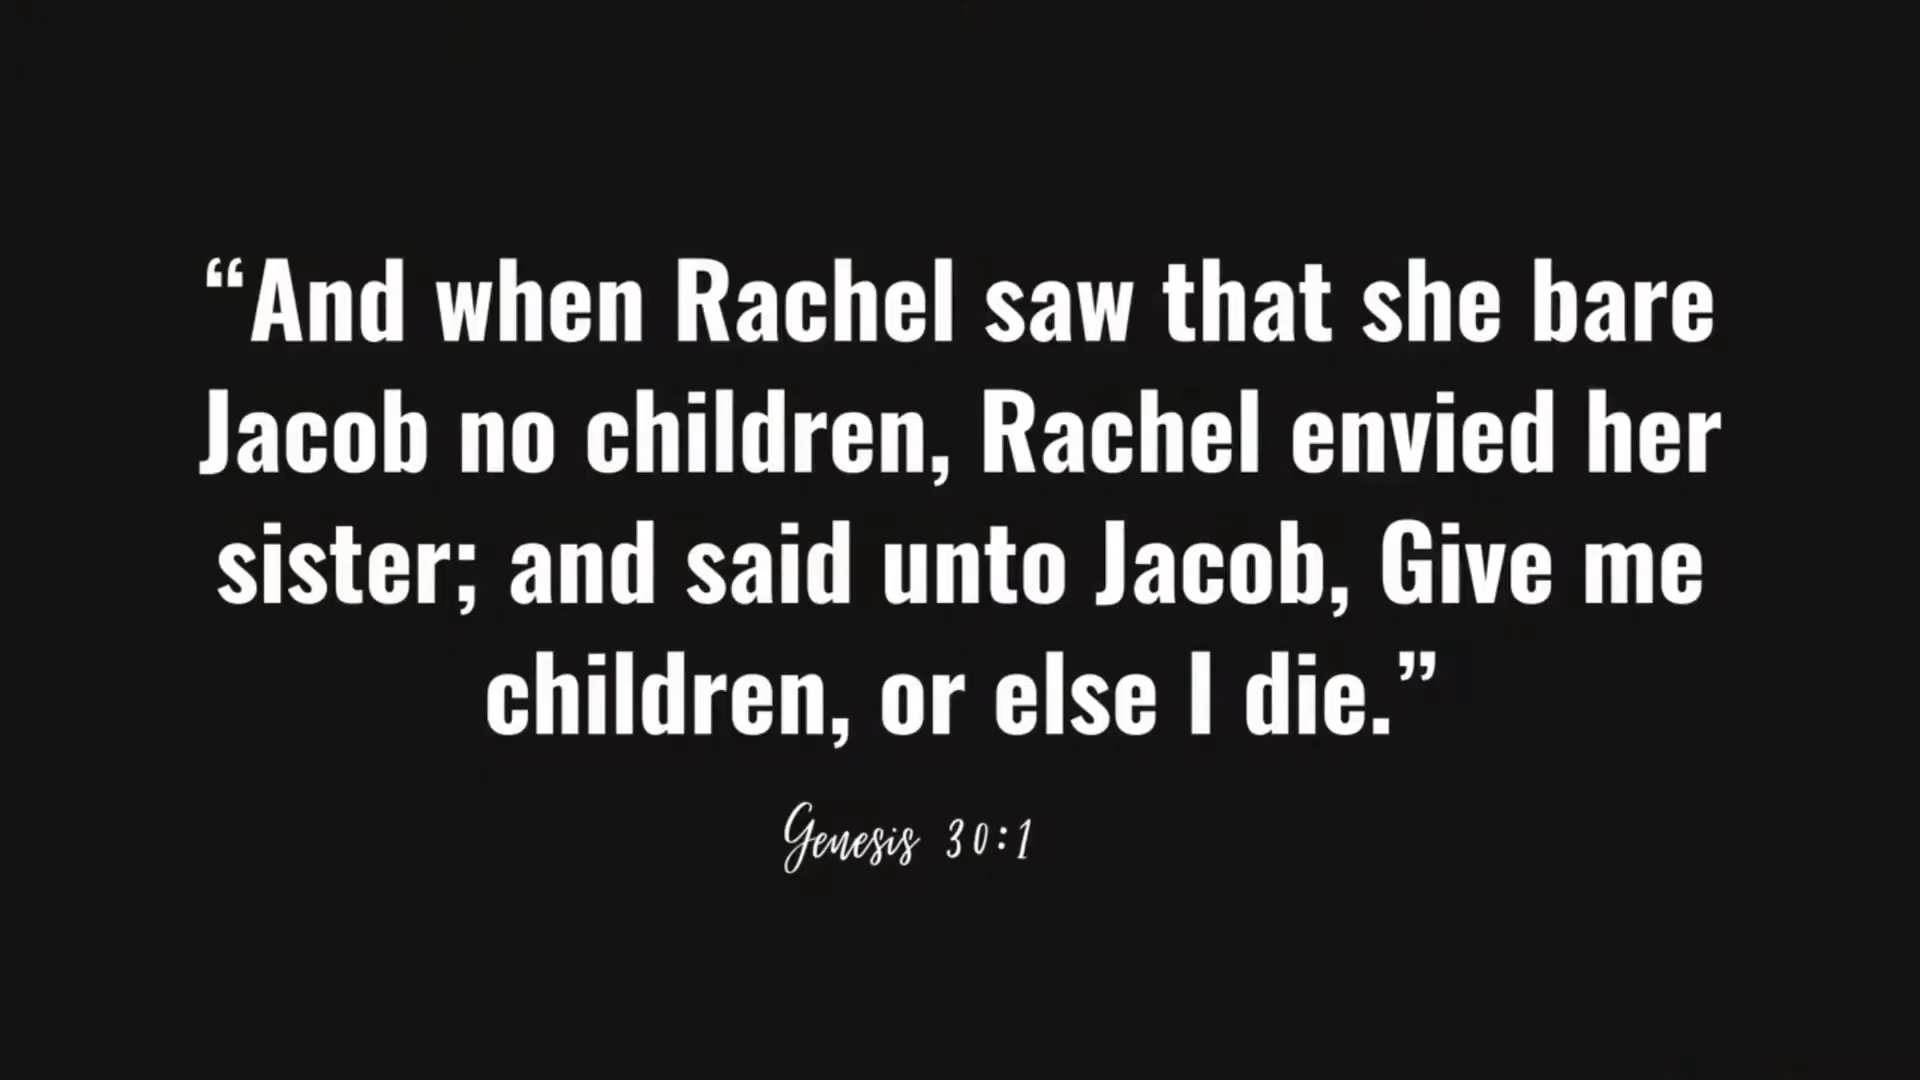 “And when Rachel saw that she bare
Jacob no children, Rachel envied her
sister; and said unto Jacob, Give me
children, or else I die.”
Genesis 30:1